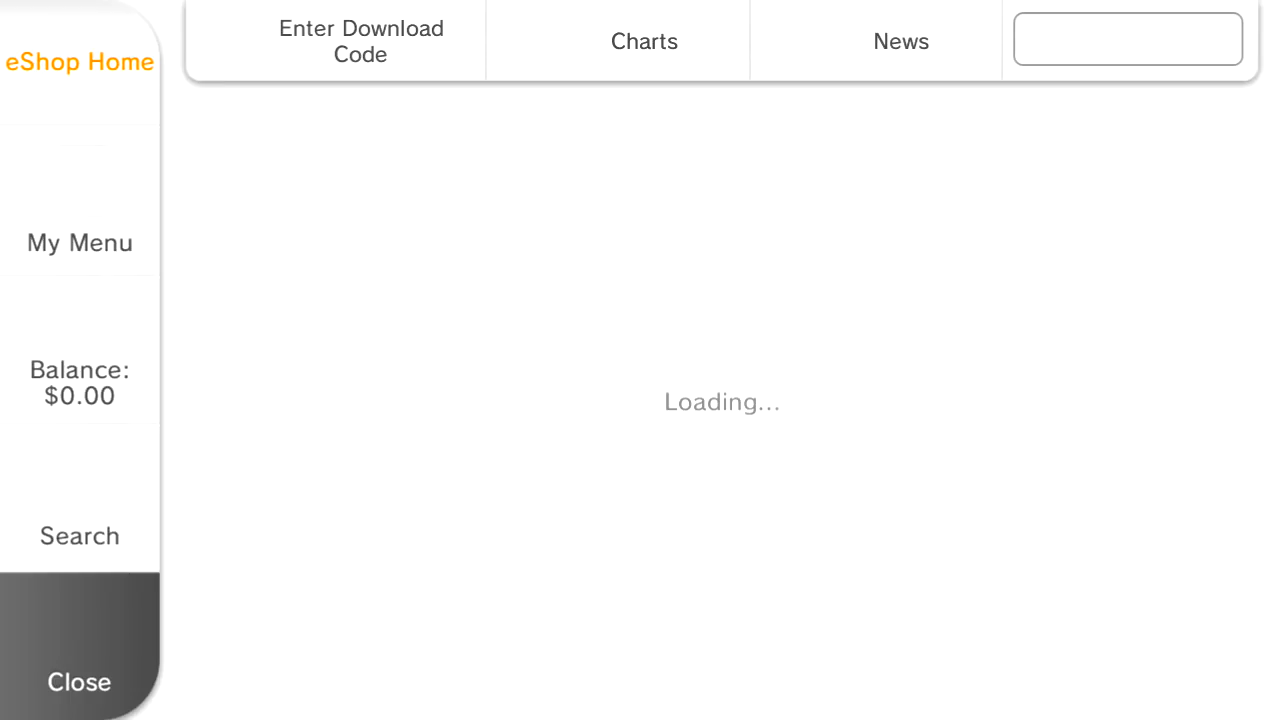 eShop Home
My Menu
Balance:
$0.00
Search
Close
Enter Download
Code
Charts
News
Loading...